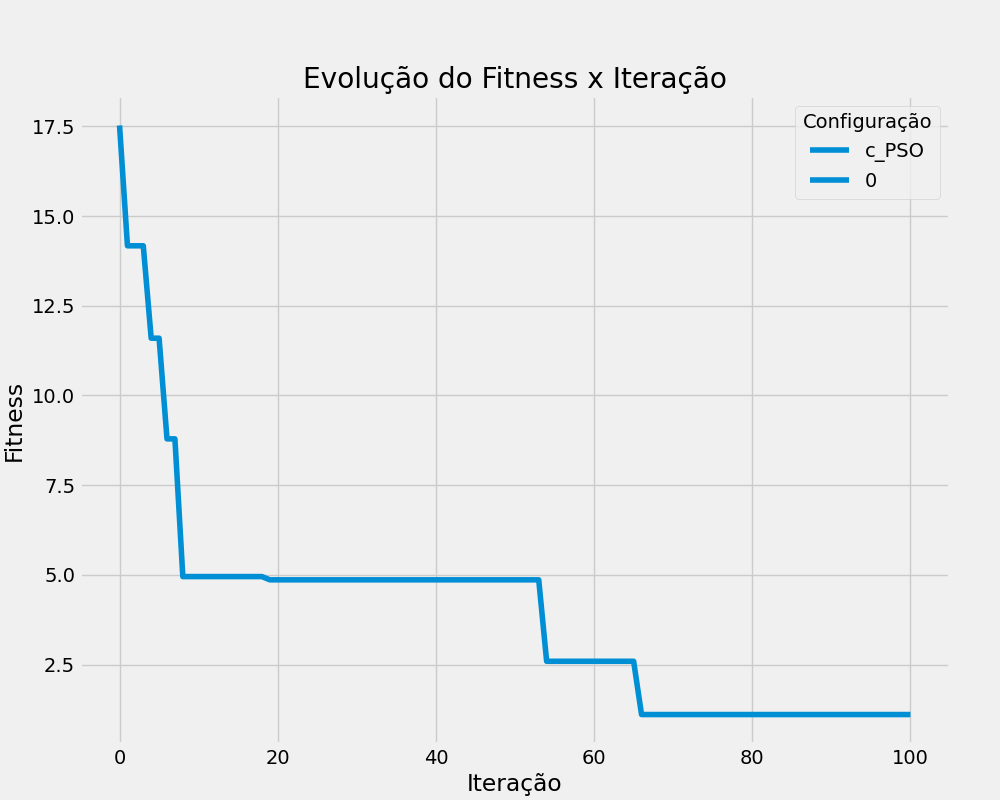 Evolução do Fitness x Iteração
Configuração
c_PSO
0
17.5
15.0
12.5
10.0
7.5
5.0
2.5
Fitness
0 20 40 60 80 100
Iteração